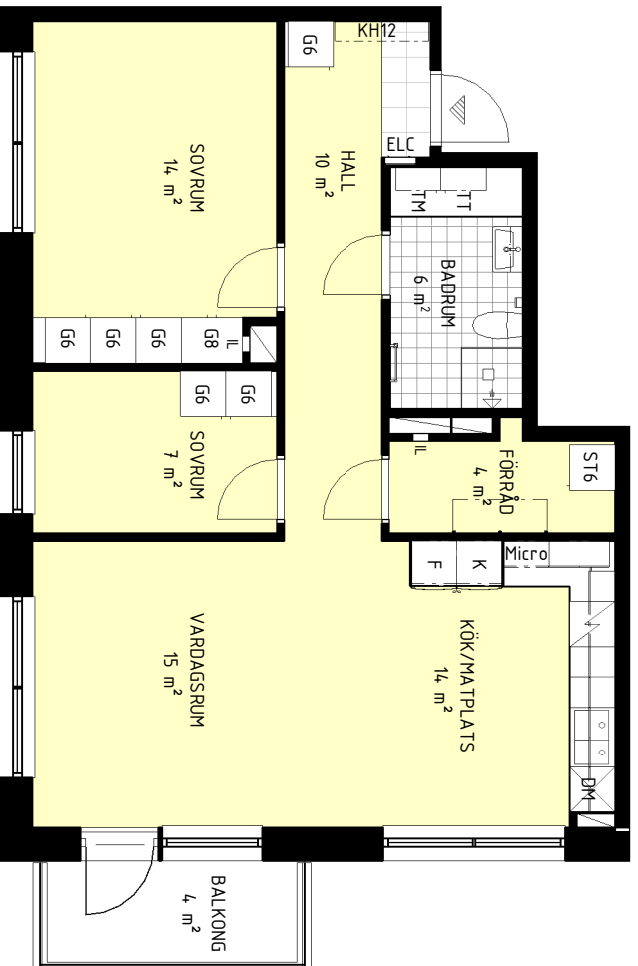 G6
KH12
ELC
HALL
10 m²
SOVRUM
14 m²
TM
TT
BADRUM
6 m²
G6
G6
G6
G8
IL
G6
G6
SOVRUM
7 m²
IL
FÖRRÅD
4 m²
ST6
F
K
Micro
VARDAGSRUM
15 m²
KÖK/MATPLATS
14 m²
DM
BALKONG
4 m²